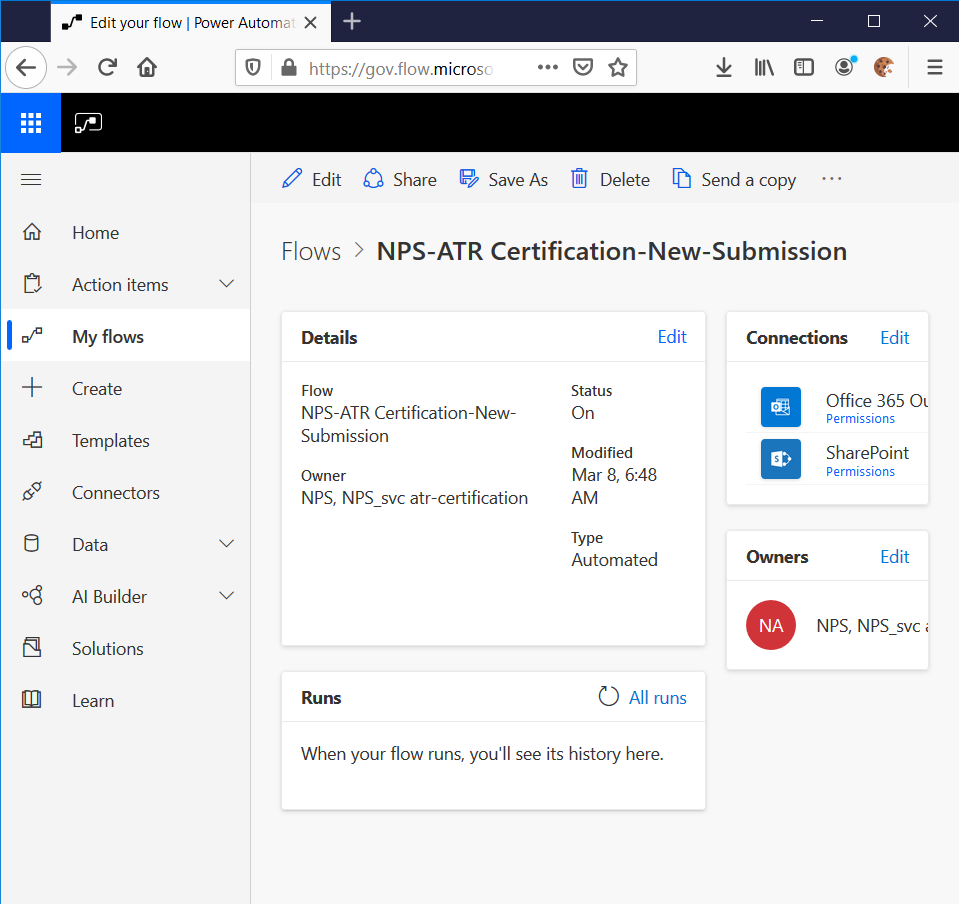 Edit your flow | Power Automat
https://gov.flow.microso
Edit
Share
Save As
Delete
Send a copy
Home
Action items
My flows
Create
Templates
Connectors
Data
AI Builder
Solutions
Learn
Flows > NPS-ATR Certification-New-Submission
Details
Edit
Flow
NPS-ATR Certification-New-
Submission
Owner
NPS, NPS_svc atr-certification
Status
On
Modified
Mar 8, 6:48
AM
Type
Automated
Connections
Edit
Office 365 Ou
Permissions
SharePoint
Permissions
Owners
Edit
NA
NPS, NPS_svc a
Runs
All runs
When your flow runs, you'll see its history here.